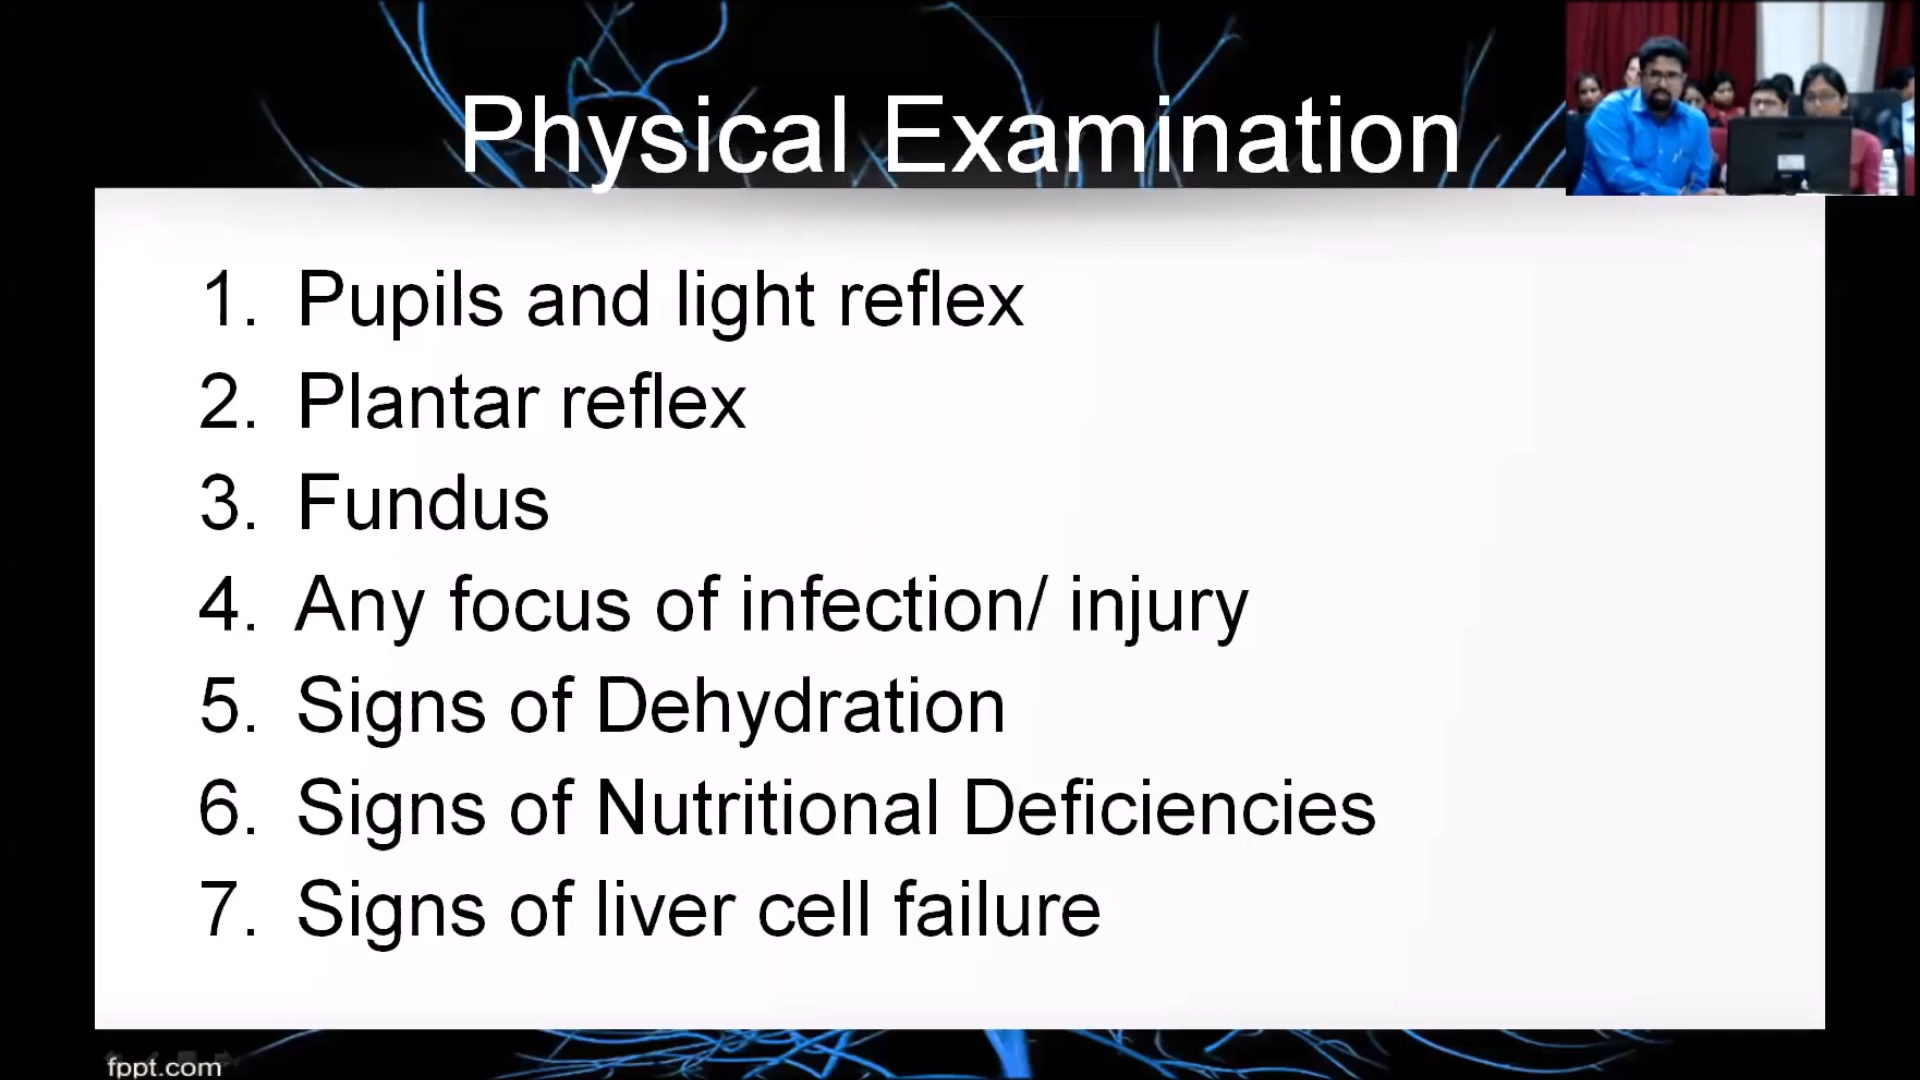 Physical Examination
1. Pupils and light reflex
2. Plantar reflex
3. Fundus
4. Any focus of infection/ injury
5. Signs of Dehydration
6. Signs of Nutritional Deficiencies
7. Signs of liver cell failure
fppt.com